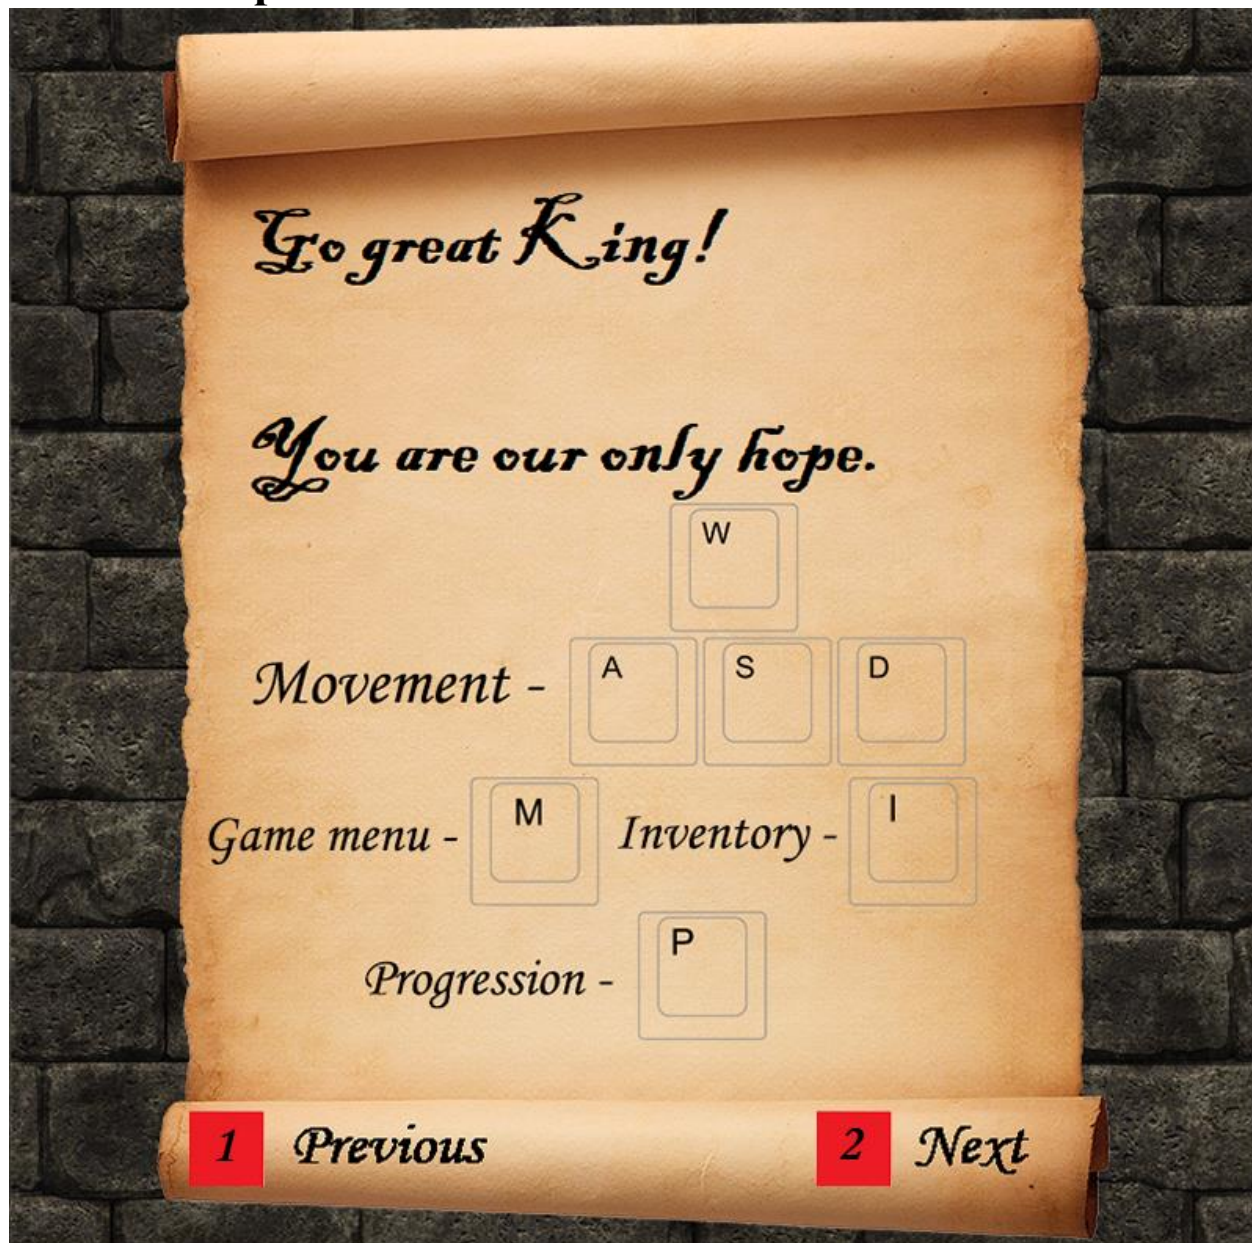 Go great King!
You are our only hope.
W
Movement - A S D
Game menu - M Inventory - I
Progression - P
1 Previous 2 Next